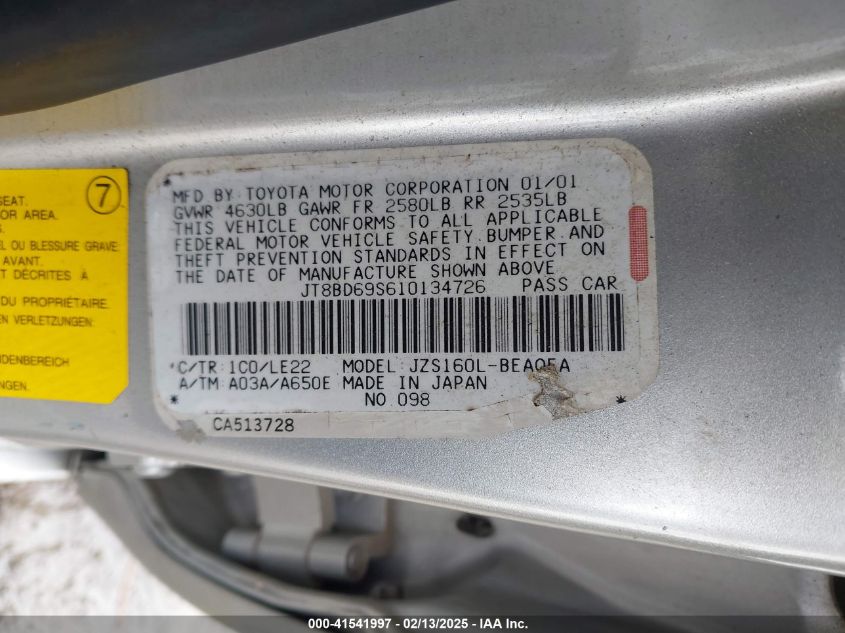 7
SEAT.
OR AREA.
EL OU BLESSURE GRAVE
AVANT.
T DÉCRITES À
DU PROPRIÉTAIRE.
EN VERLETZUNGEN:
NDENBEREICH
MFD BY TOYOTA MOTOR CORPORATION 01/01
GVWR 4630LB GAWR FR 2580LB RR 2535LB
THIS VEHICLE CONFORMS TO ALL APPLICABLE
FEDERAL MOTOR VEHICLE SAFETY, BUMPER AND
THEFT PREVENTION STANDARDS IN EFFECT ON
THE DATE OF MANUFACTURE SHOWN ABOVE.
JT8BD69S610134726 PASS CAR
*C/TR: 1C0/LE22 MODEL: JZS160L-BEAQFA
A/TM: A03A/A650E MADE IN JAPAN
* NO. 098 *
CA513728
000-41541997 / 02/13/2025 - IAA Inc.